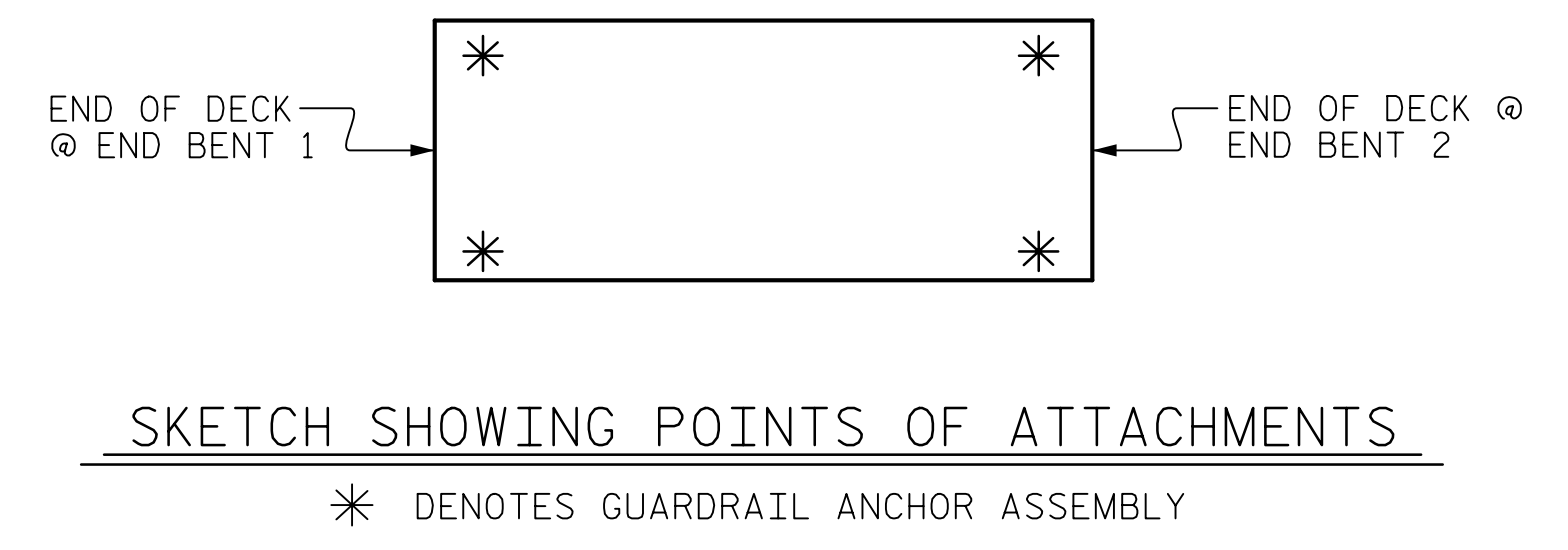 END OF DECK
@ END BENT 1
END OF DECK @
END BENT 2
SKETCH SHOWING POINTS OF ATTACHMENTS
DENOTES GUARDRAIL ANCHOR ASSEMBLY